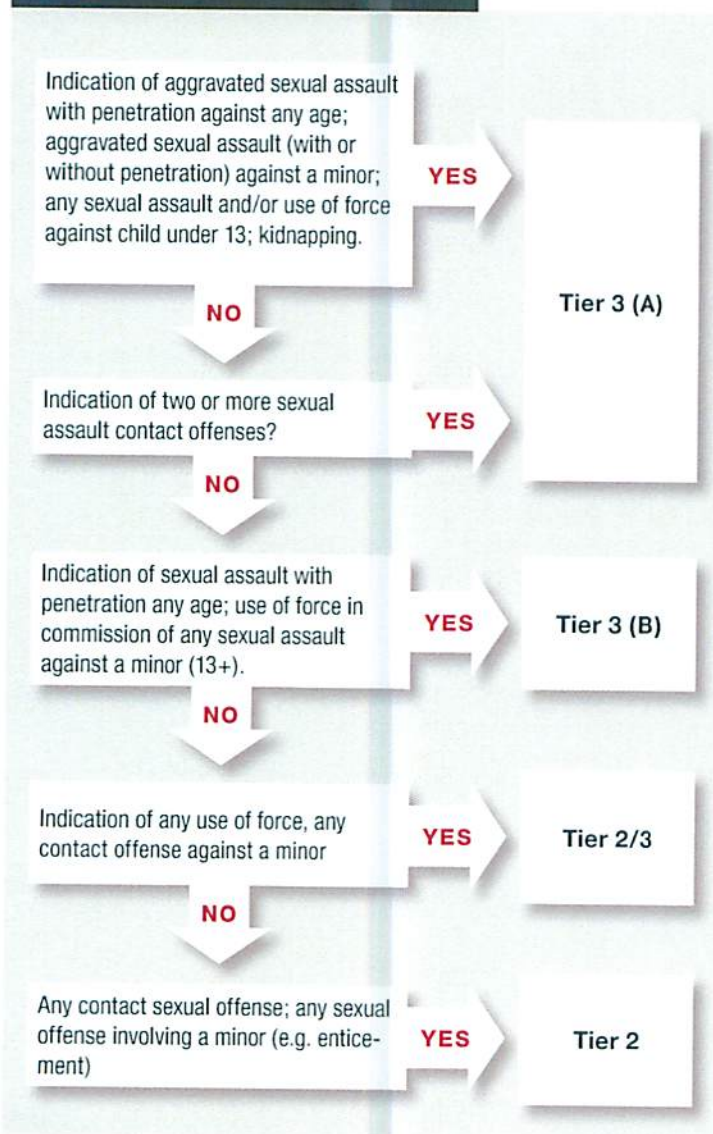 Indication of aggravated sexual assault
with penetration against any age;
aggravated sexual assault (with or
without penetration) against a minor;
any sexual assault and/or use of force
against child under 13; kidnapping.
YES
Tier 3 (A)
NO
Indication of two or more sexual
assault contact offenses?
YES
NO
Indication of sexual assault with
penetration any age; use of force in
commission of any sexual assault
against a minor (13+).
YES
Tier 3 (B)
NO
Indication of any use of force, any
contact offense against a minor
YES
Tier 2/3
NO
Any contact sexual offense; any sexual
offense involving a minor (e.g. entice-
ment)
YES
Tier 2